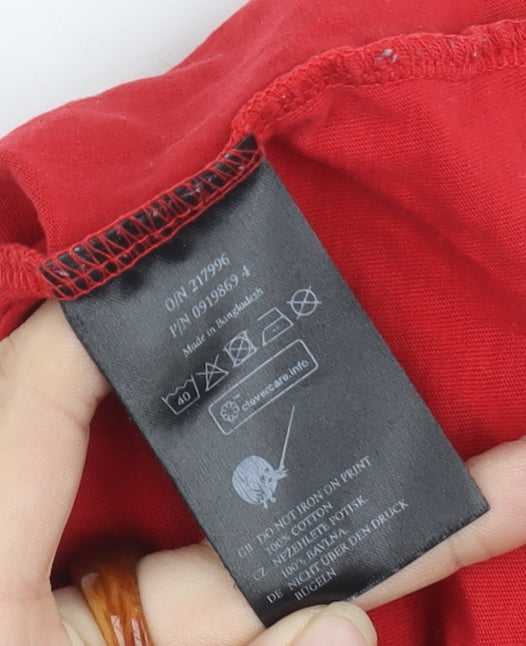 O/N 217996
P/N 0919869 4
Made in Bangladesh
40
clevercare.info
GB DO NOT IRON ON PRINT
100% COTTON
CZ NEŽEHLETE POTISK.
100% BAVLNA.
DE NICHT ÜBER DEN DRUCK
BÜGELN